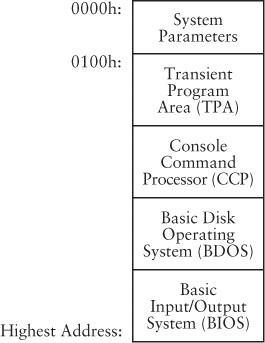 0000h:
System
Parameters
0100h:
Transient
Program
Area (TPA)
Console
Command
Processor (CCP)
Basic Disk
Operating
System (BDOS)
Basic
Input/Output
System (BIOS)
Highest Address: